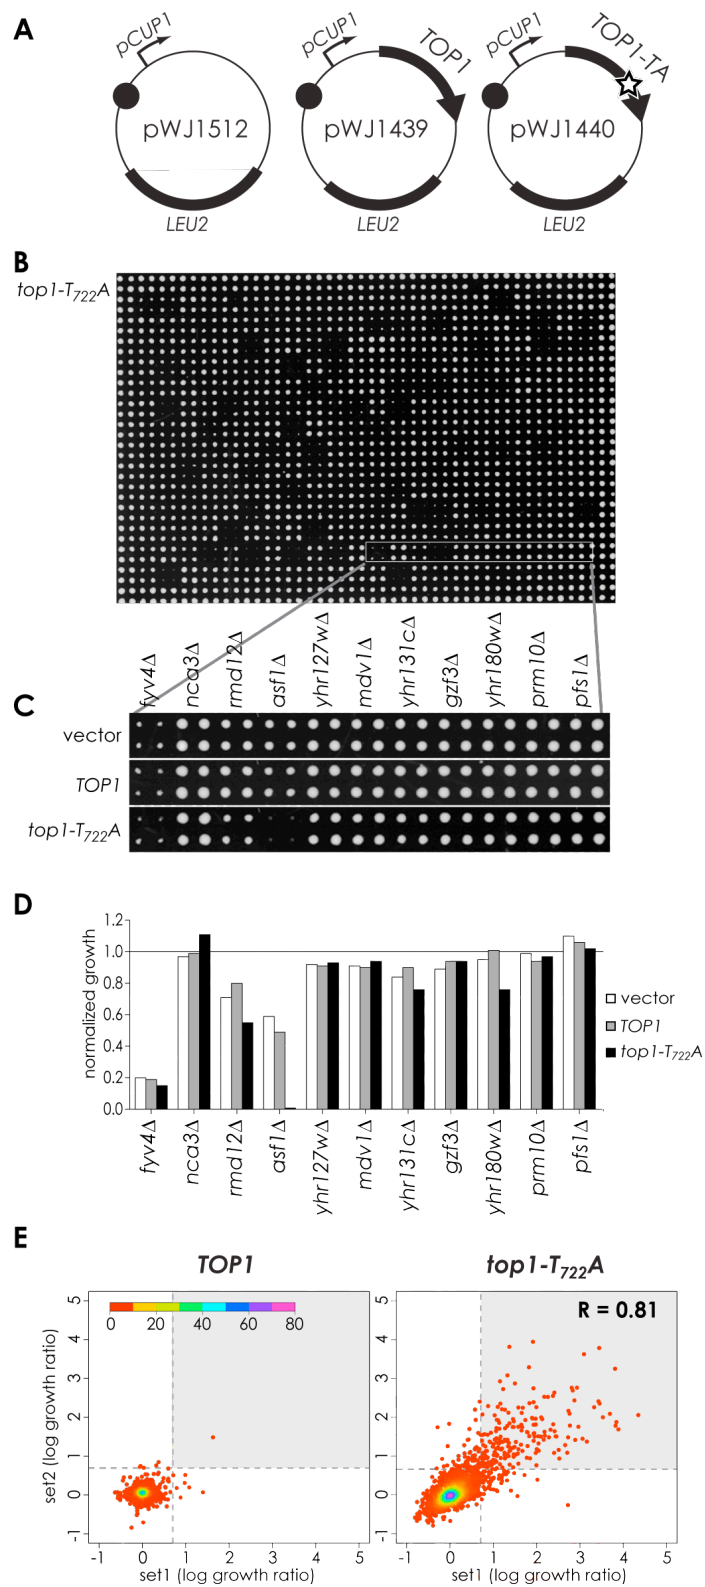 A
pCUP1 pCUP1 TOP1 pCUP1 TOP1-TA
pWJ1512 pWJ1439 pWJ1440
LEU2 LEU2 LEU2
B
top1-T722A
fyv4Δ nca3Δ rmd12Δ asf1Δ yhr127wΔ mdv1Δ yhr131cΔ gzf3Δ yhr180wΔ prm10Δ pfs1Δ
C
vector
TOP1
top1-T722A
D
normalized growth
1.2
1.0
0.8
0.6
0.4
0.2
0.0
vector
TOP1
top1-T722A
fyv4Δ nca3Δ rmd12Δ asf1Δ yhr127wΔ mdv1Δ yhr131cΔ gzf3Δ yhr180wΔ prm10Δ pfs1Δ
E
TOP1 top1-T722A
set2 (log growth ratio)
5
4
3
2
1
0
-1
0 20 40 60 80
-1 0 1 2 3 4 5
set1 (log growth ratio)
R = 0.81
5
4
3
2
1
0
-1
-1 0 1 2 3 4 5
set1 (log growth ratio)